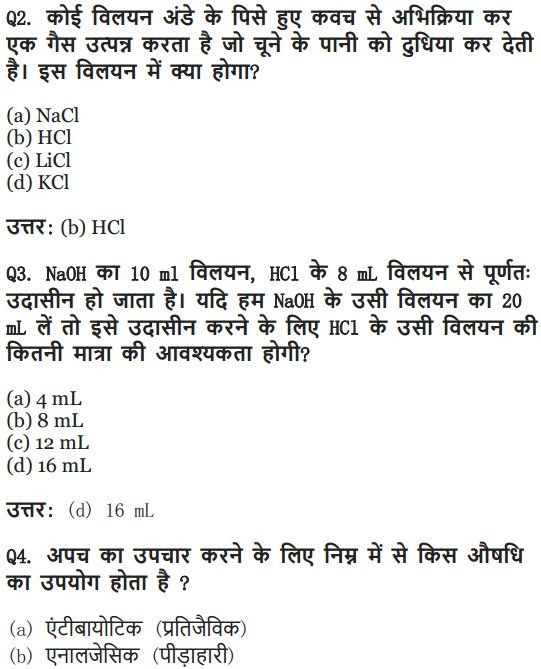 Q2. कोई विलयन अंडे के पिसे हुए कवच से अभिक्रिया कर
एक गैस उत्पन्न करता है जो चूने के पानी को दुधिया कर देती
है। इस विलयन में क्या होगा?
(a) NaCl
(b) HCl
(c) LiCl
(d) KCl
उत्तर: (b) HCl
Q3. NaOH का 10 ml विलयन, HCl के 8 mL विलयन से पूर्णतः
उदासीन हो जाता है। यदि हम NaOH के उसी विलयन का 20
mL लें तो इसे उदासीन करने के लिए HCl के उसी विलयन की
कितनी मात्रा की आवश्यकता होगी?
(a) 4 mL
(b) 8 mL
(c) 12 mL
(d) 16 mL
उत्तर: (d) 16 mL
Q4. अपच का उपचार करने के लिए निम्न में से किस औषधि
का उपयोग होता है ?
(a) एंटीबायोटिक (प्रतिजैविक)
(b) एनालजेसिक (पीड़ाहारी)